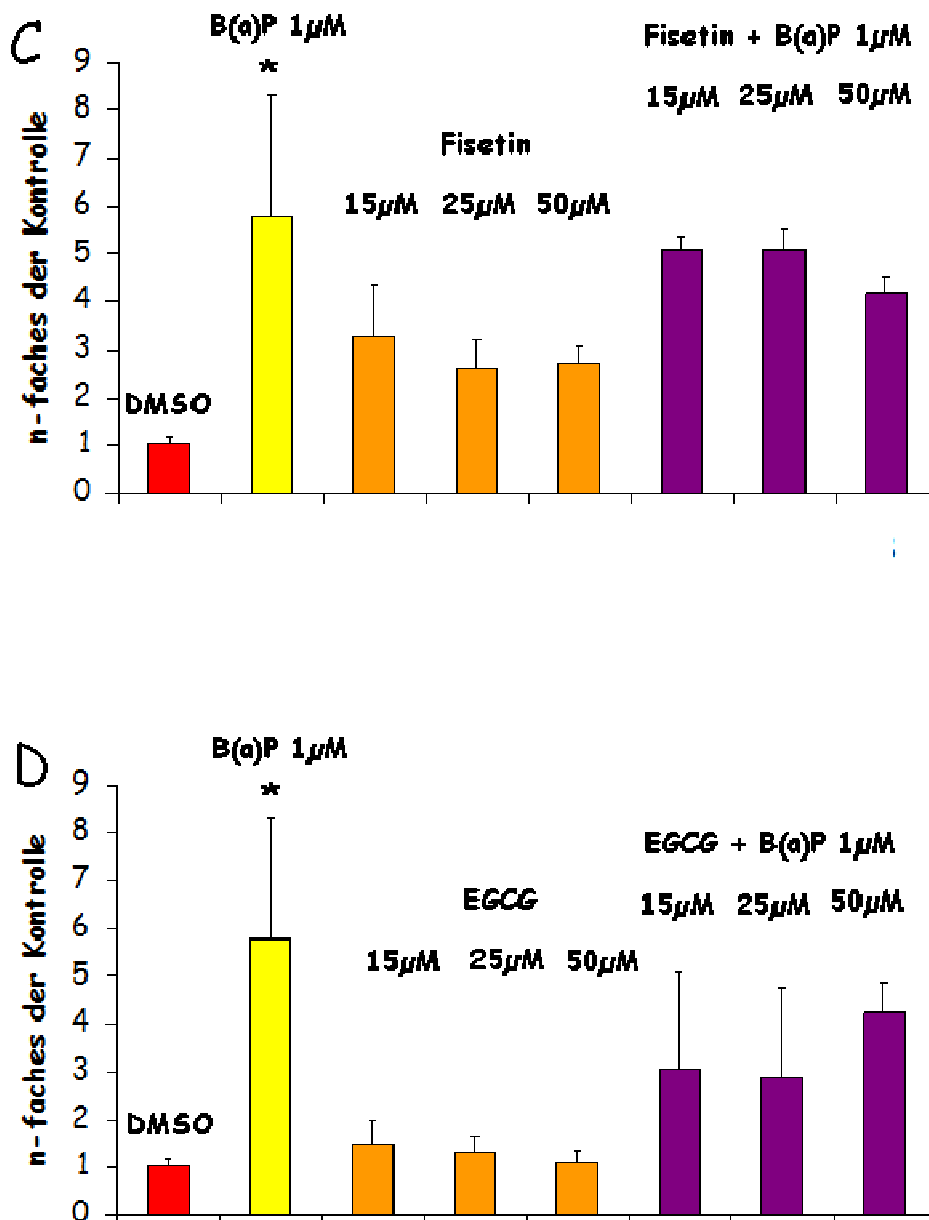 C
B(a)P 1µM
*
Fisetin + B(a)P 1µM
15µM 25µM 50µM
Fisetin
15µM 25µM 50µM
DMSO
n-faches der Kontrolle
9
8
7
6
5
4
3
2
1
0
D
B(a)P 1µM
*
EGCG + B(a)P 1µM
15µM 25µM 50µM
EGCG
15µM 25µM 50µM
DMSO
n-faches der Kontrolle
9
8
7
6
5
4
3
2
1
0